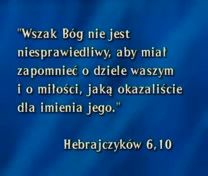 "Wszak Bóg nie jest
niesprawiedliwy, aby miał
zapomnieć o dziele waszym
i o miłości, jaką okazaliście
dla imienia jego."
Hebrajczyków 6,10